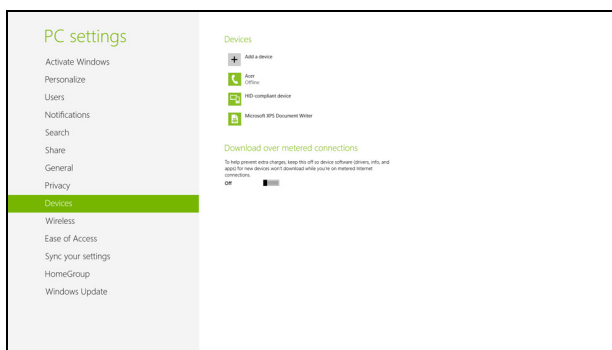 PC settings
Activate Windows
Personalize
Users
Notifications
Search
Share
General
Privacy
Devices
Wireless
Ease of Access
Sync your settings
HomeGroup
Windows Update
Devices
Add a device
Acer
Offline
HID-compliant device
Microsoft XPS Document Writer
Download over metered connections
To help prevent extra charges, keep this off so device software (drivers, info, and
apps) for new devices won't download while you're on metered Internet
connections.
Off